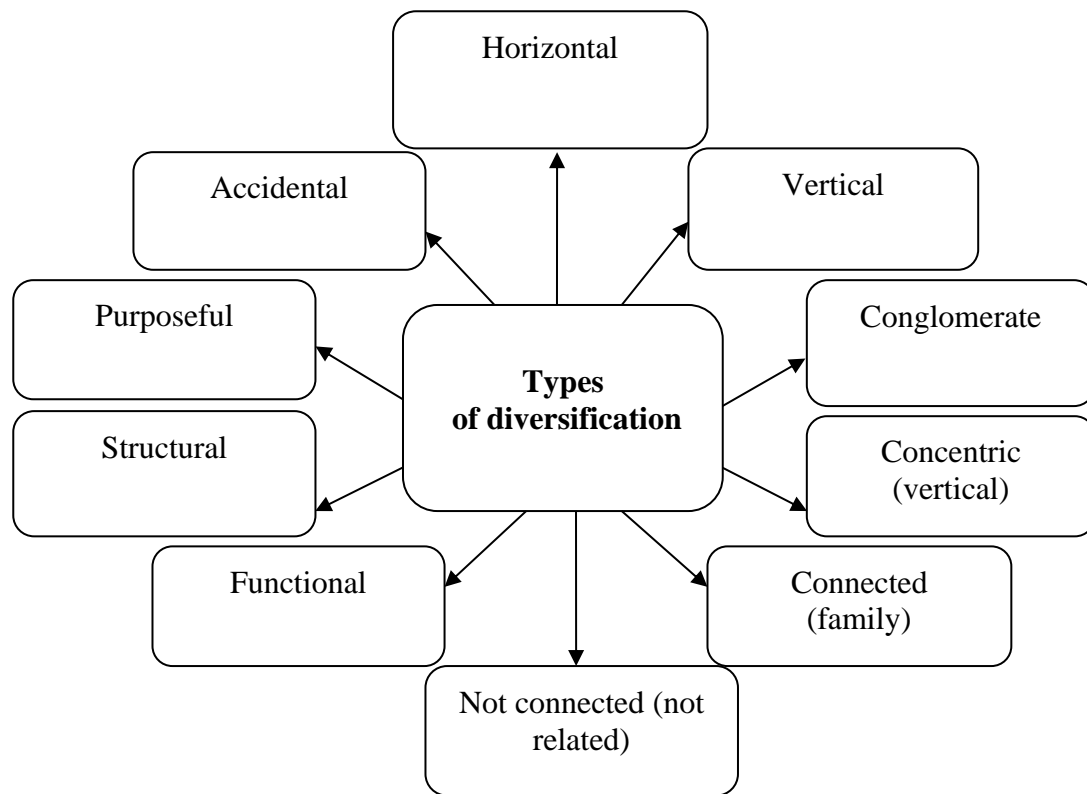 Horizontal
Accidental
Vertical
Purposeful
Conglomerate
Types
of diversification
Structural
Concentric
(vertical)
Functional
Connected
(family)
Not connected (not
related)